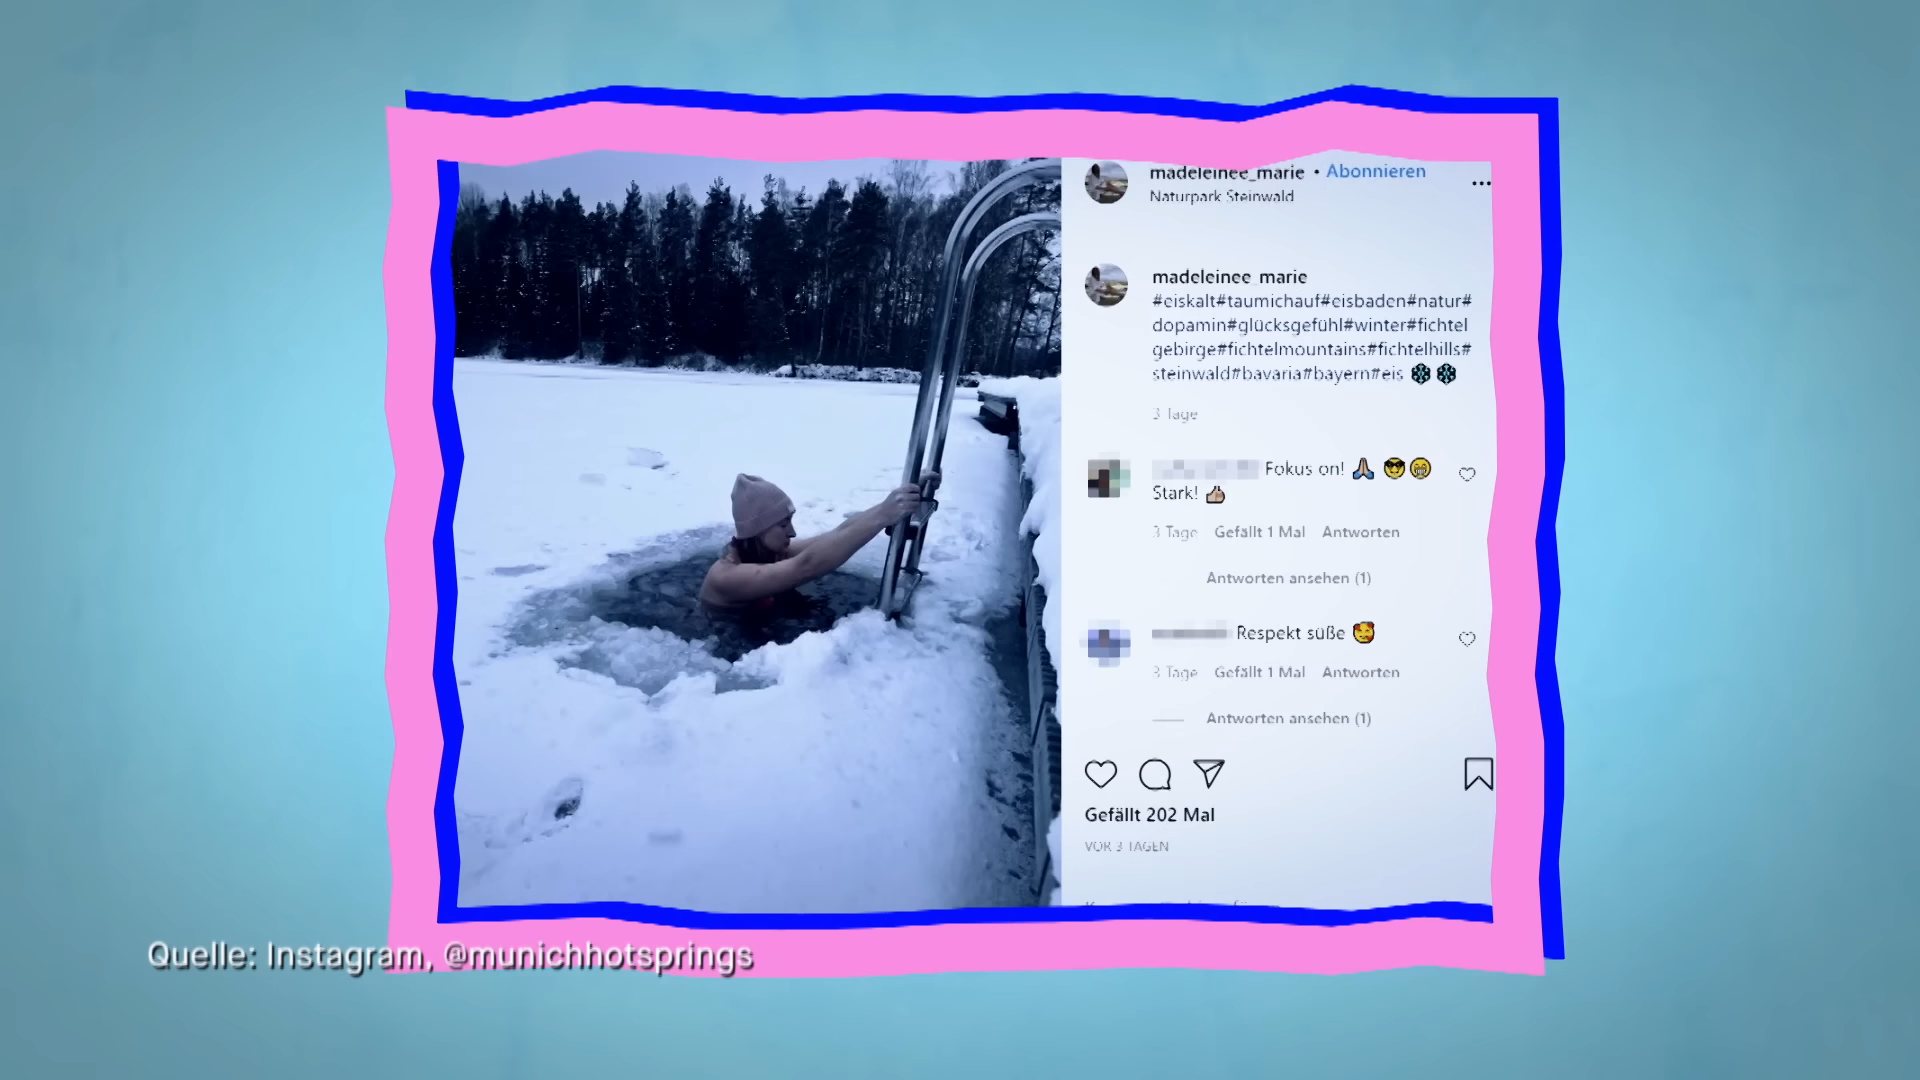 madeleinee_marie • Abonnieren
Naturpark Steinwald
madeleinee_marie
#eiskalt#taumichauf#eisbaden#natur#
dopamin#glücksgefühl#winter#fichtel
gebirge#fichtelmountains#fichtelhills#
steinwald#bavaria#bayern#eis
3 Tage
Fokus on!
Stark!
3 Tage Gefällt 1 Mal Antworten
Antworten ansehen (1)
Respekt süße
3 Tage Gefällt 1 Mal Antworten
Antworten ansehen (1)
Gefällt 202 Mal
VOR 3 TAGEN
Quelle: Instagram, @munichhotsprings